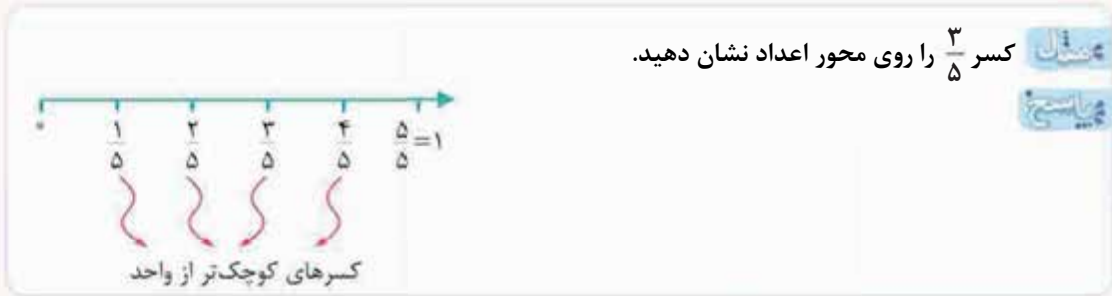 مثال کسر ۳/۵ را روی محور اعداد نشان دهید.
پاسخ
۰ ۱/۵ ۲/۵ ۳/۵ ۴/۵ ۵/۵=۱
کسرهای کوچک‌تر از واحد